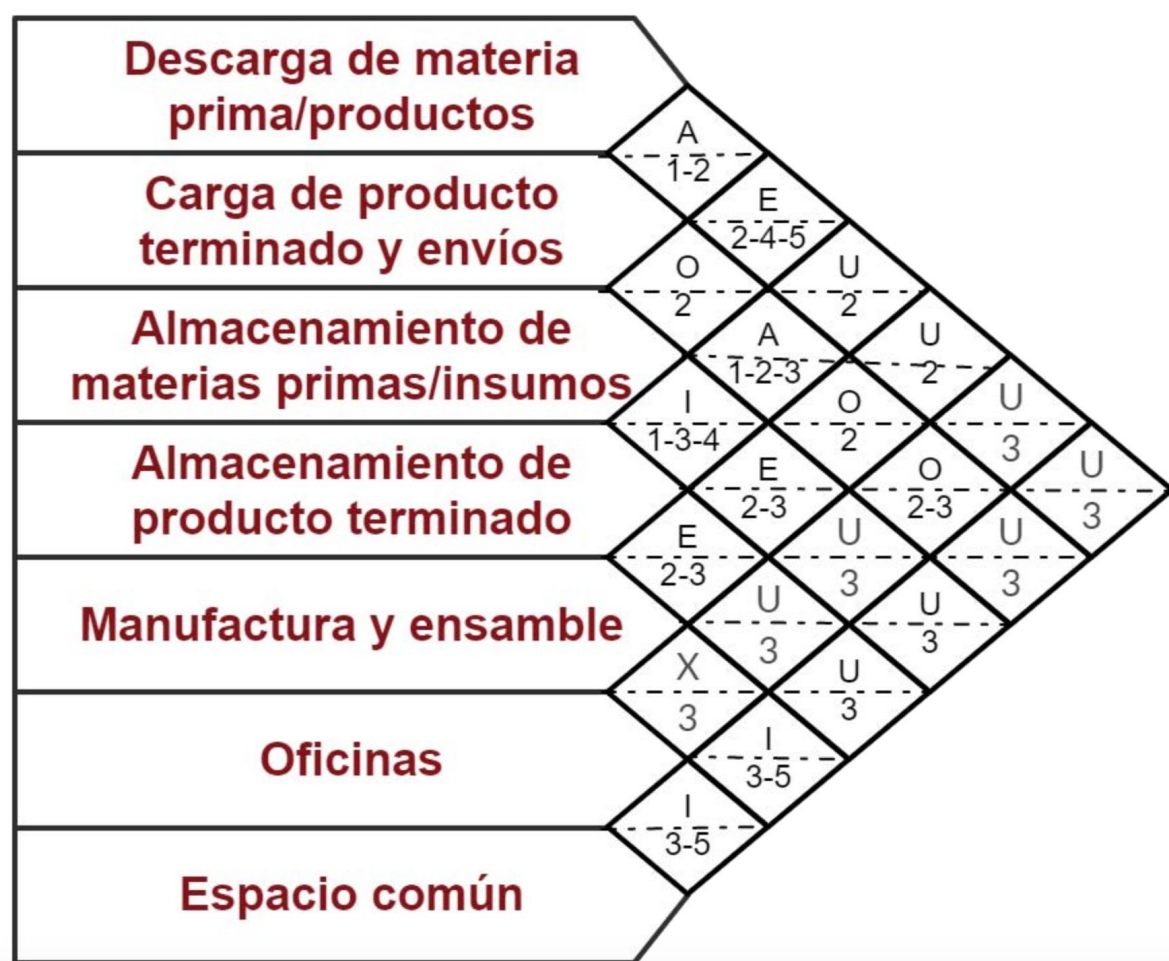 Descarga de materia
prima/productos
Carga de producto
terminado y envíos
Almacenamiento de
materias primas/insumos
Almacenamiento de
producto terminado
Manufactura y ensamble
Oficinas
Espacio común
A
1-2
E
2-4-5
O
2
U
2
A
1-2-3
U
2
I
1-3-4
O
2
U
3
E
2-3
O
2-3
U
3
E
2-3
U
3
U
3
U
3
U
3
X
3
U
3
I
3-5
I
3-5